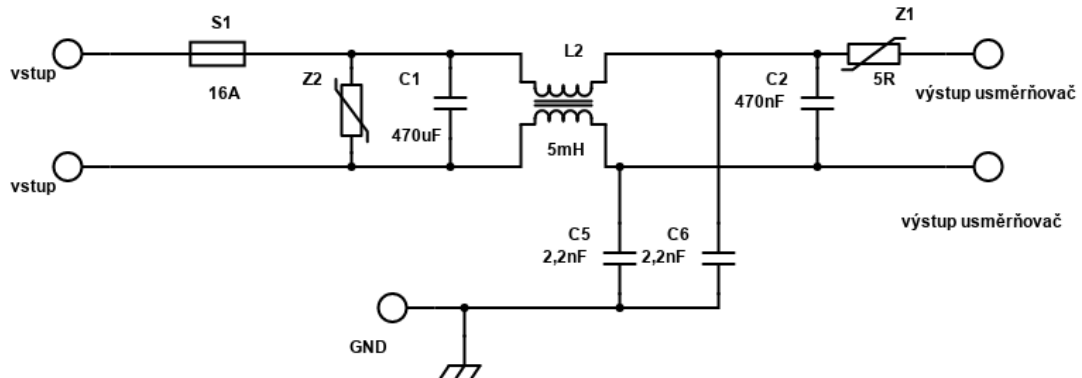 S1
16A
vstup
vstup
Z2
C1
470uF
L2
5mH
C2
470nF
Z1
5R
výstup usměrňovač
výstup usměrňovač
C5
2,2nF
C6
2,2nF
GND